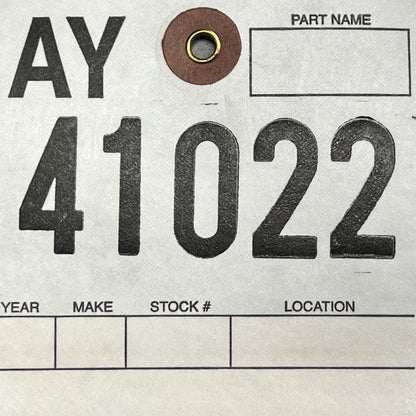 AY
PART NAME
41022
YEAR MAKE STOCK # LOCATION